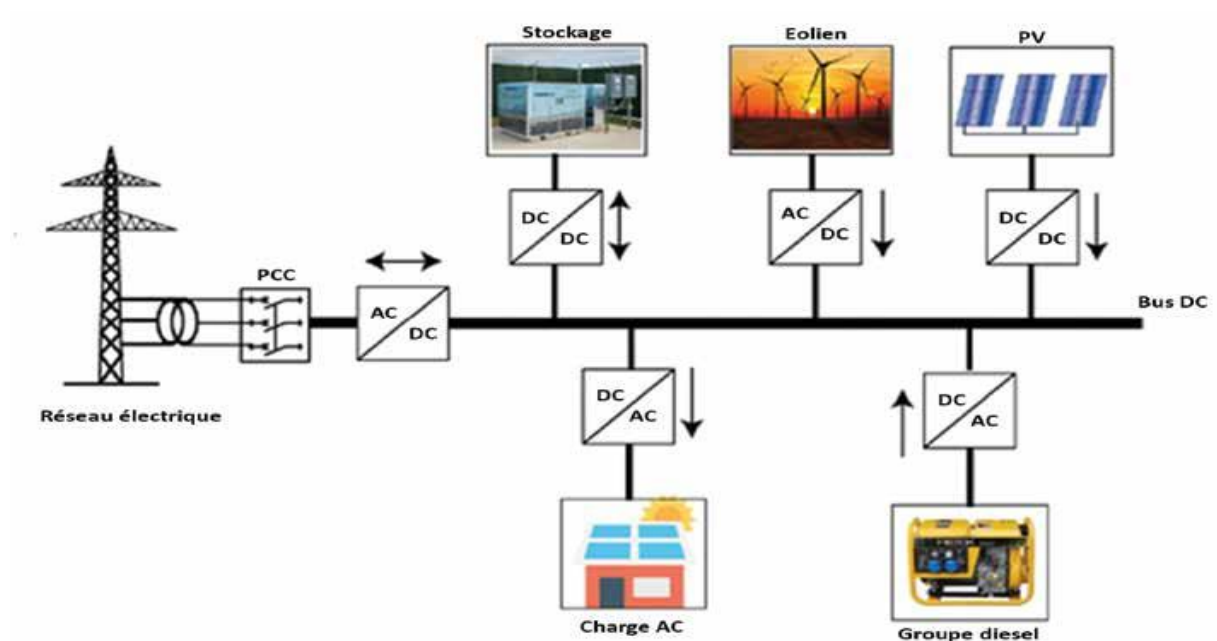 Stockage
Eolien
PV
DC
DC
AC
DC
DC
DC
PCC
AC
DC
Bus DC
Réseau électrique
DC
AC
DC
AC
Charge AC
Groupe diesel